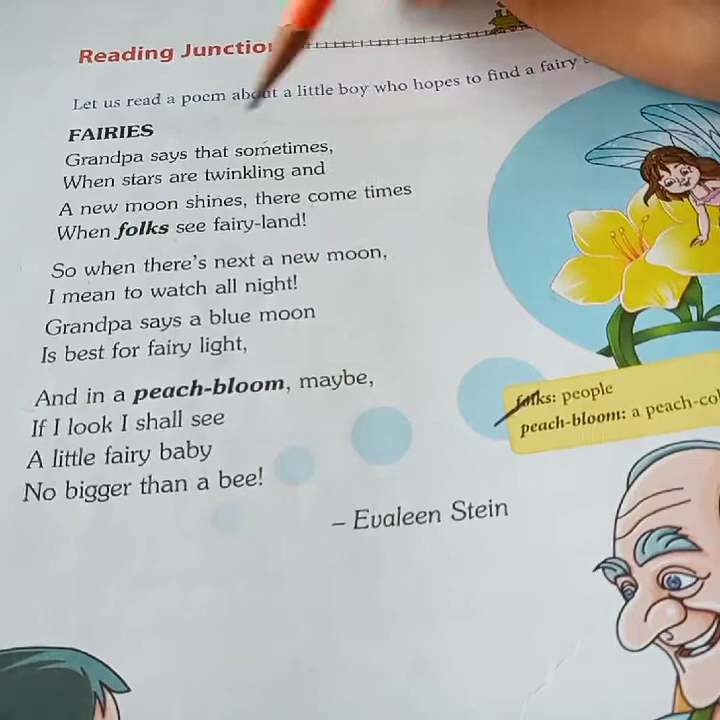 Reading Junction
Let us read a poem about a little boy who hopes to find a fairy
FAIRIES
Grandpa says that sometimes,
When stars are twinkling and
A new moon shines, there come times
When folks see fairy-land!
So when there's next a new moon,
I mean to watch all night!
Grandpa says a blue moon
Is best for fairy light,
And in a peach-bloom, maybe,
If I look I shall see
A little fairy baby
No bigger than a bee!
– Evaleen Stein
folks: people
peach-bloom: a